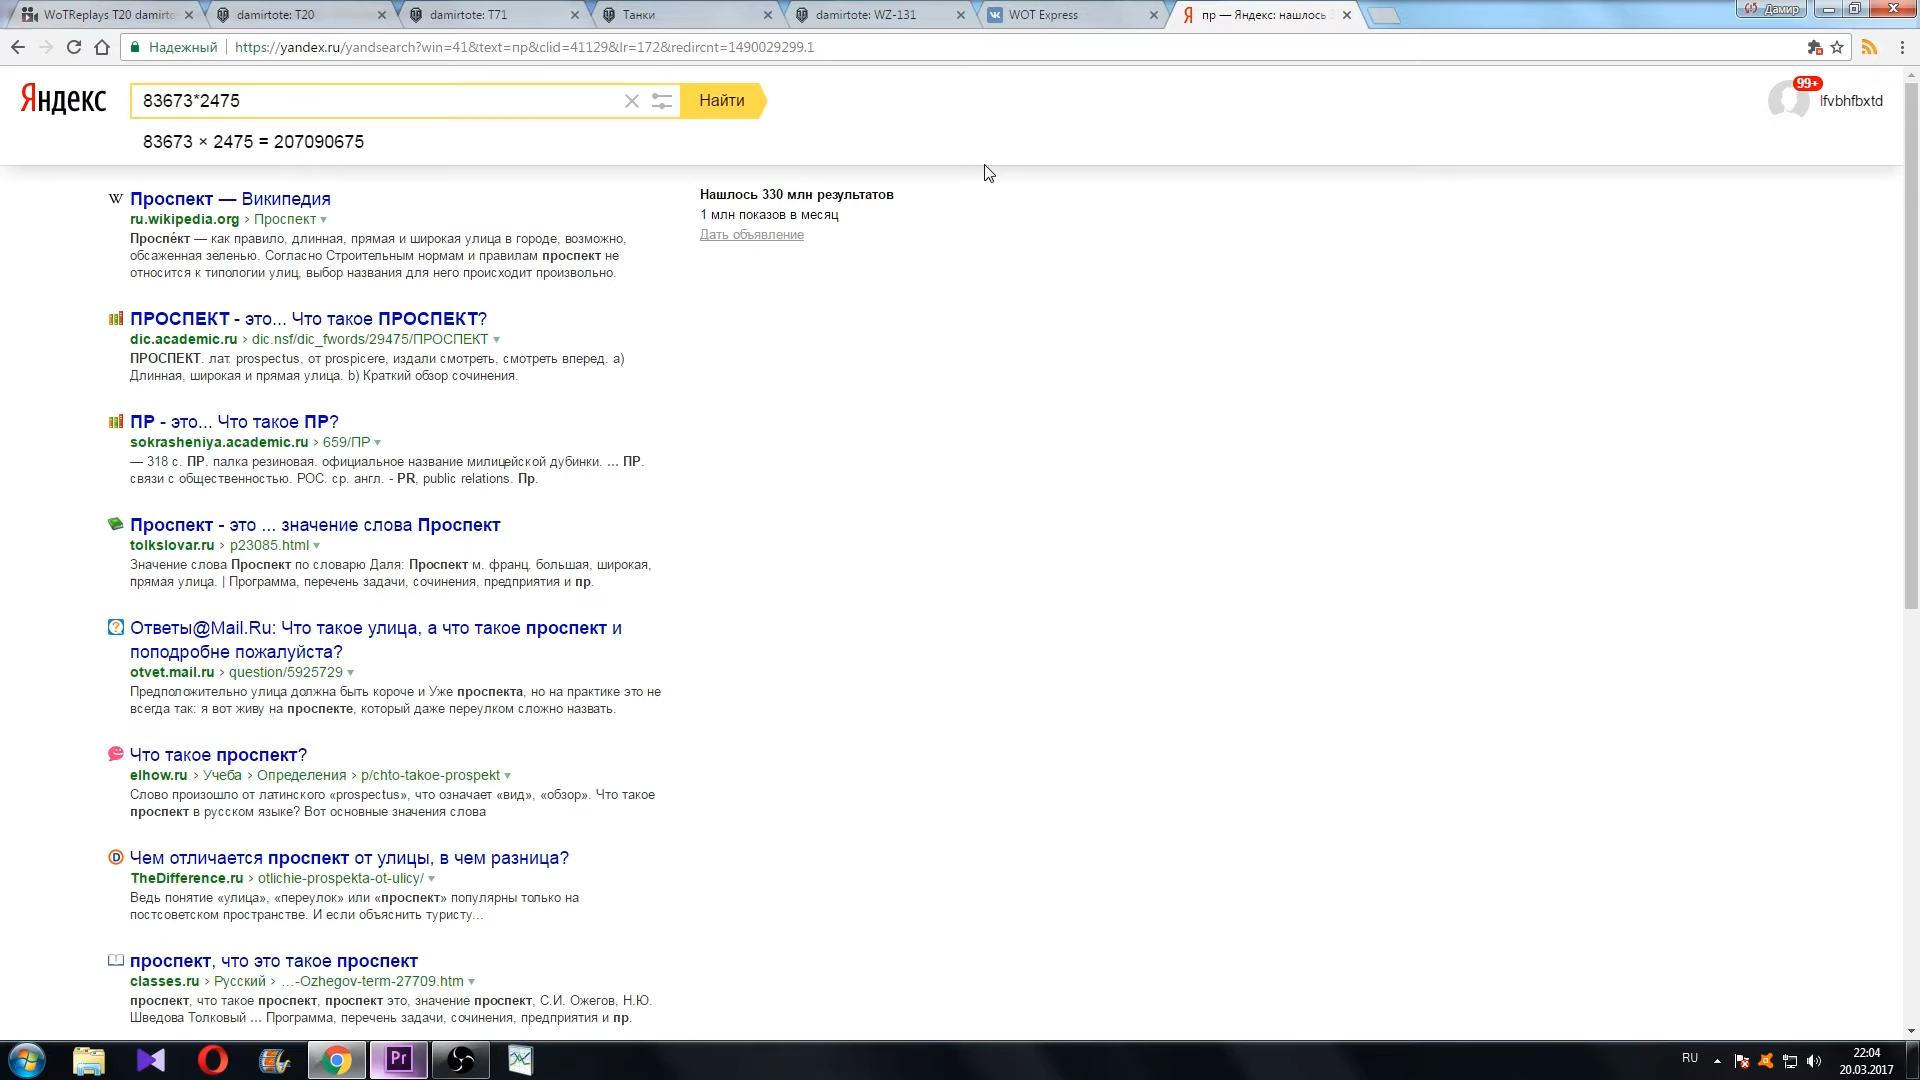 WoTReplays T20 damirto
damirtote: T20
damirtote: T71
Танки
damirtote: WZ-131
WOT Express
пр — Яндекс: нашлось 3
Дамир
Надежный
https://yandex.ru/yandsearch?win=41&text=пр&clid=41129&lr=172&redircnt=1490029299.1
Яндекс
83673*2475
Найти
99+
lfvbhfbxtd
83673 × 2475 = 207090675
Проспект — Википедия
ru.wikipedia.org › Проспект
Проспе́кт — как правило, длинная, прямая и широкая улица в городе, возможно,
обсаженная зеленью. Согласно Строительным нормам и правилам проспект не
относится к типологии улиц, выбор названия для него происходит произвольно.
Нашлось 330 млн результатов
1 млн показов в месяц
Дать объявление
ПРОСПЕКТ - это... Что такое ПРОСПЕКТ?
dic.academic.ru › dic.nsf/dic_fwords/29475/ПРОСПЕКТ
ПРОСПЕКТ. лат. prospectus, от prospicere, издали смотреть, смотреть вперед. a)
Длинная, широкая и прямая улица. b) Краткий обзор сочинения.
ПР - это... Что такое ПР?
sokrasheniya.academic.ru › 659/ПР
— 318 с. ПР. палка резиновая. официальное название милицейской дубинки. ... ПР.
связи с общественностью. РОС. ср. англ. - PR, public relations. Пр.
Проспект - это ... значение слова Проспект
tolkslovar.ru › p23085.html
Значение слова Проспект по словарю Даля: Проспект м. франц. большая, широкая,
прямая улица. | Программа, перечень задачи, сочинения, предприятия и пр.
Ответы@Mail.Ru: Что такое улица, а что такое проспект и
поподробне пожалуйста?
otvet.mail.ru › question/5925729
Предположительно улица должна быть короче и Уже проспекта, но на практике это не
всегда так: я вот живу на проспекте, который даже переулком сложно назвать.
Что такое проспект?
elhow.ru › Учеба › Определения › p/chto-takoe-prospekt
Слово произошло от латинского «prospectus», что означает «вид», «обзор». Что такое
проспект в русском языке? Вот основные значения слова
Чем отличается проспект от улицы, в чем разница?
TheDifference.ru › otlichie-prospekta-ot-ulicy/
Ведь понятие «улица», «переулок» или «проспект» популярны только на
постсоветском пространстве. И если объяснить туристу...
проспект, что это такое проспект
classes.ru › Русский › …-Ozhegov-term-27709.htm
проспект, что такое проспект, проспект это, значение проспект, С.И. Ожегов, Н.Ю.
Шведова Толковый ... Программа, перечень задачи, сочинения, предприятия и пр.
Pr
RU
22:04
20.03.2017